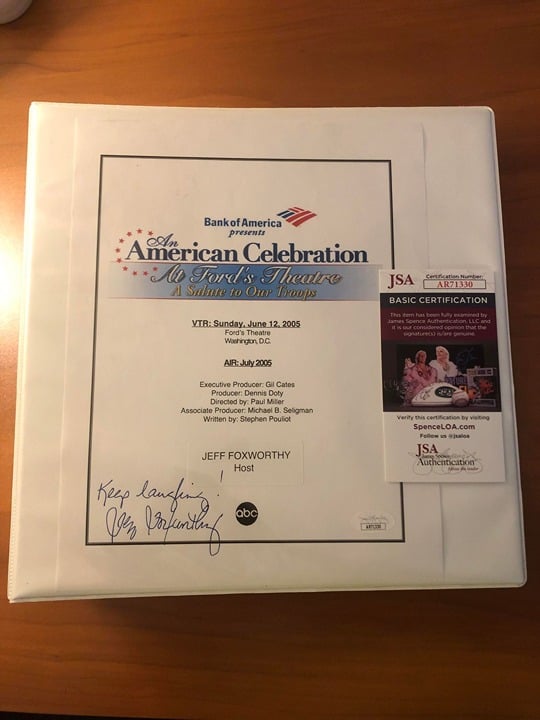 Bank of America
presents
An
American Celebration
At Ford's Theatre
A Salute to Our Troops
VTR: Sunday, June 12, 2005
Ford's Theatre
Washington, D.C.
AIR: July 2005
Executive Producer: Gil Cates
Producer: Dennis Doty
Directed by: Paul Miller
Associate Producer: Michael B. Seligman
Written by: Stephen Pouliot
JEFF FOXWORTHY
Host
Keep laughing!
Jeff Foxworthy
abc
AR71330
JSA
Certification Number:
AR71330
BASIC CERTIFICATION
This item has been fully examined by
James Spence Authentication, LLC and
it is our considered opinion that the
signature(s) is/are genuine.
Verify this certification by visiting
SpenceLOA.com
Follow us @jsaloa
JSA
James Spence
Authentication